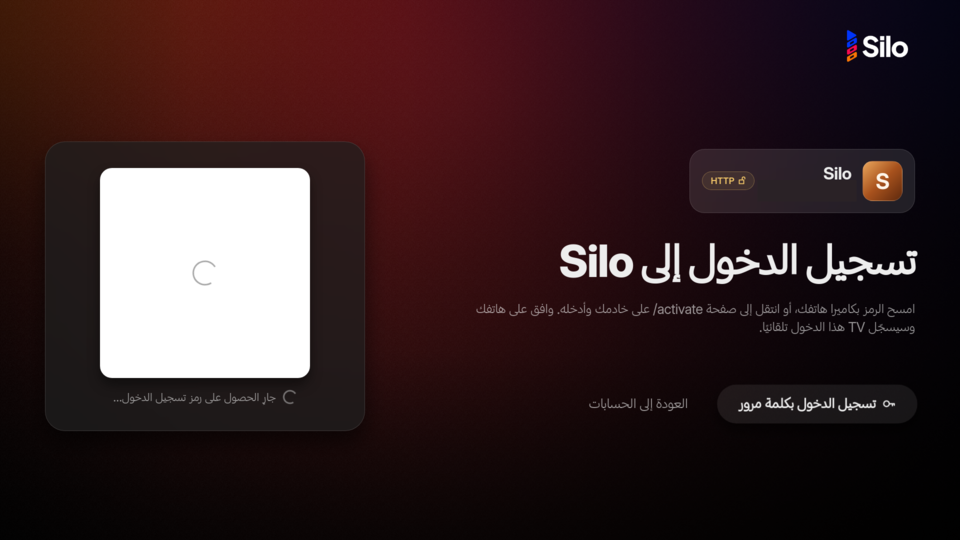 Silo
S
Silo
HTTP
تسجيل الدخول إلى Silo
امسح الرمز بكاميرا هاتفك، أو انتقل إلى صفحة ‎/activate على خادمك وأدخله. وافق على هاتفك
وسيسجّل TV هذا الدخول تلقائيًا.
تسجيل الدخول بكلمة مرور
العودة إلى الحسابات
جارٍ الحصول على رمز تسجيل الدخول...